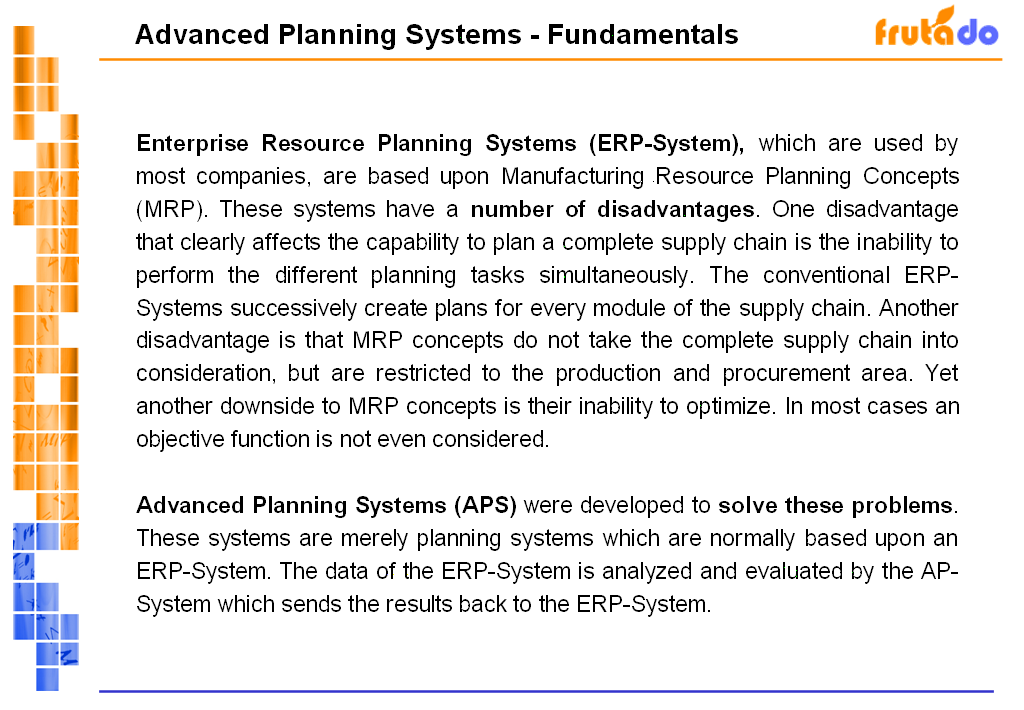 Advanced Planning Systems - Fundamentals
frutado
Enterprise Resource Planning Systems (ERP-System), which are used by
most companies, are based upon Manufacturing Resource Planning Concepts
(MRP). These systems have a number of disadvantages. One disadvantage
that clearly affects the capability to plan a complete supply chain is the inability to
perform the different planning tasks simultaneously. The conventional ERP-
Systems successively create plans for every module of the supply chain. Another
disadvantage is that MRP concepts do not take the complete supply chain into
consideration, but are restricted to the production and procurement area. Yet
another downside to MRP concepts is their inability to optimize. In most cases an
objective function is not even considered.
Advanced Planning Systems (APS) were developed to solve these problems.
These systems are merely planning systems which are normally based upon an
ERP-System. The data of the ERP-System is analyzed and evaluated by the AP-
System which sends the results back to the ERP-System.